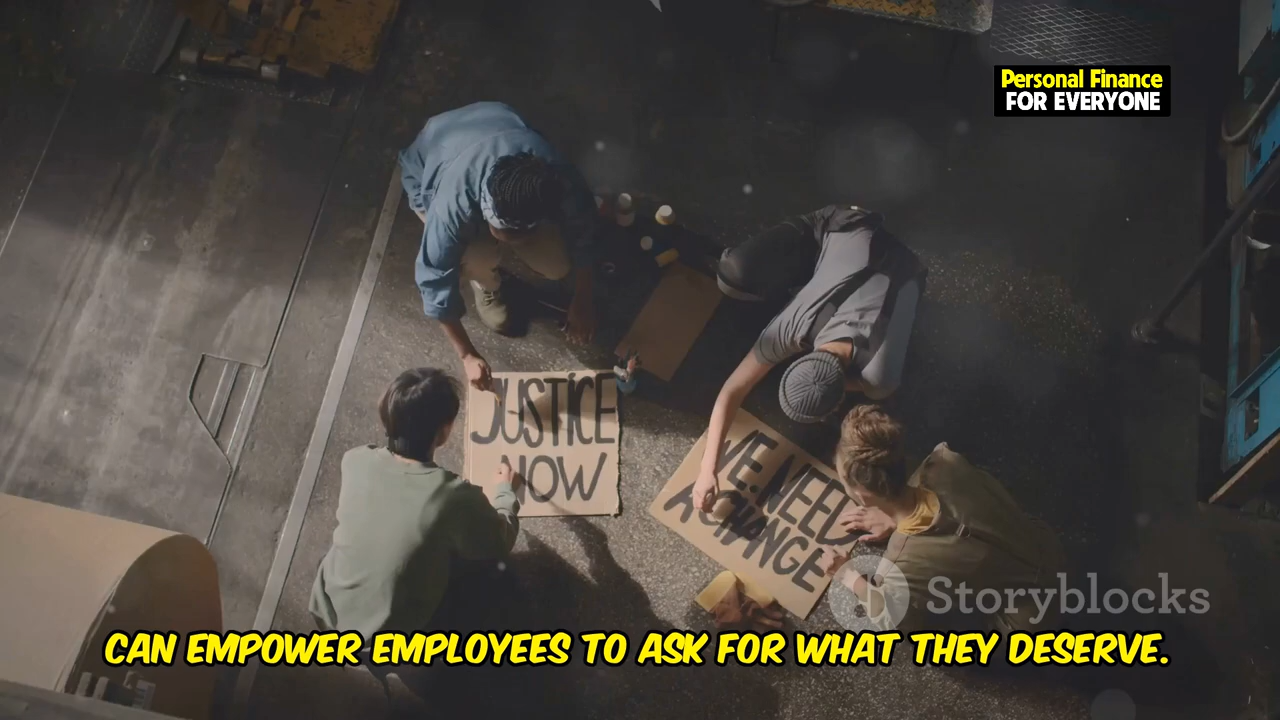 Personal Finance
FOR EVERYONE
JUSTICE
NOW
WE NEED
A CHANGE
Storyblocks
CAN EMPOWER EMPLOYEES TO ASK FOR WHAT THEY DESERVE.